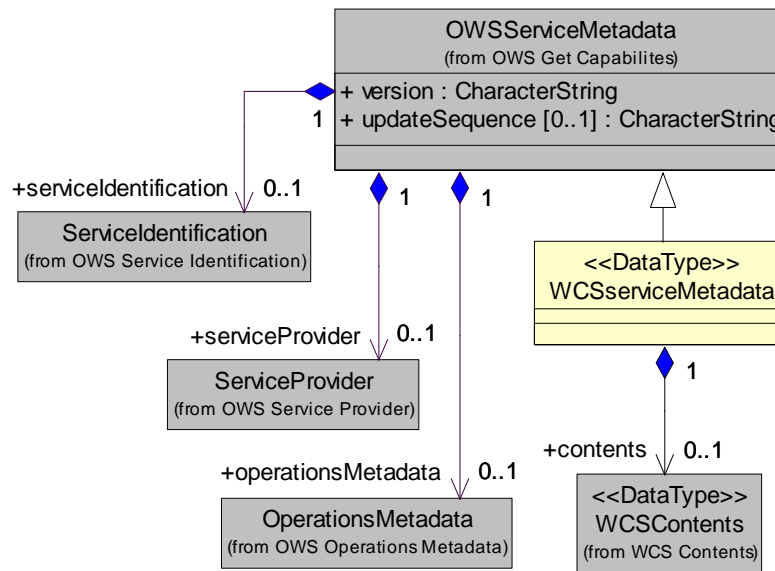 OWSServiceMetadata
(from OWS Get Capabilites)
+ version : CharacterString
+ updateSequence [0..1] : CharacterString
1
+serviceIdentification
0..1
ServiceIdentification
(from OWS Service Identification)
1
1
<<DataType>>
WCSserviceMetadata
+serviceProvider
0..1
ServiceProvider
(from OWS Service Provider)
1
+operationsMetadata
0..1
OperationsMetadata
(from OWS Operations Metadata)
+contents
0..1
<<DataType>>
WCSContents
(from WCS Contents)